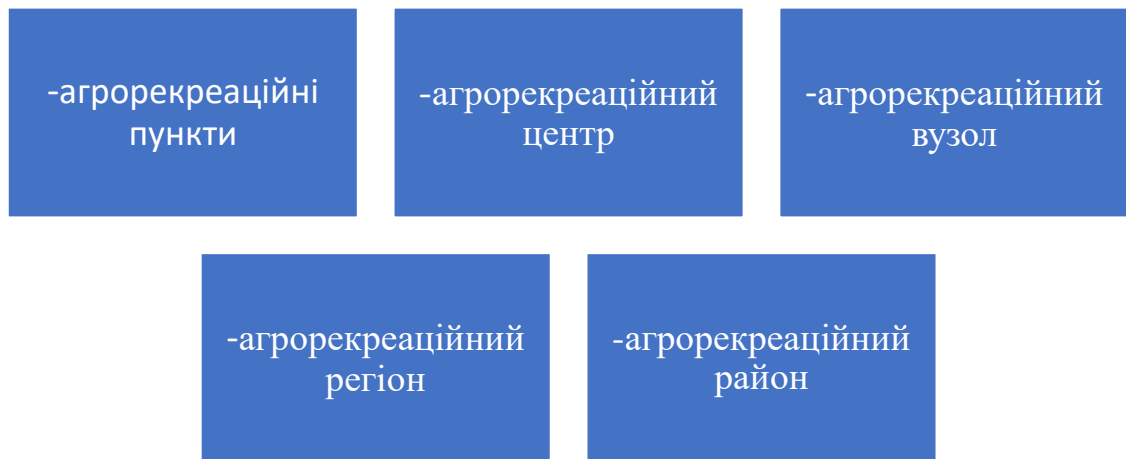 -агрорекреаційні
пункти
-агрорекреаційний
центр
-агрорекреаційний
вузол
-агрорекреаційний
регіон
-агрорекреаційний
район